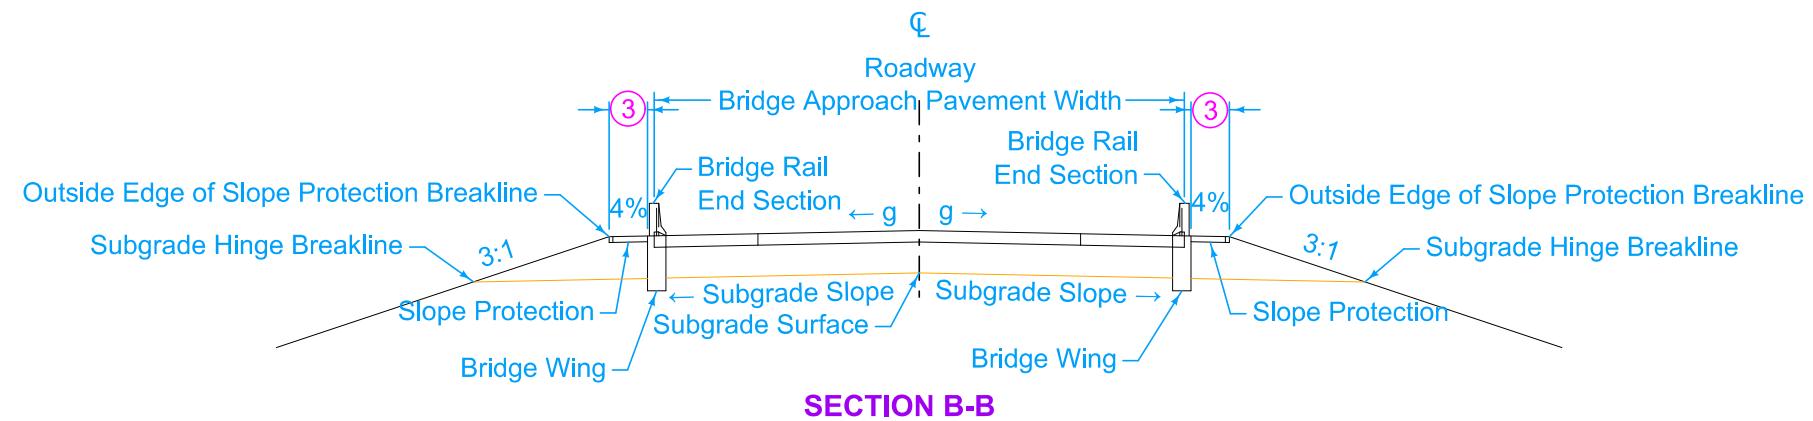 ℄
Roadway
Bridge Approach Pavement Width
3
3
Bridge Rail
End Section
Bridge Rail
End Section
Outside Edge of Slope Protection Breakline
4%
← g
g →
4%
Outside Edge of Slope Protection Breakline
Subgrade Hinge Breakline
3:1
3:1
Subgrade Hinge Breakline
← Subgrade Slope
Subgrade Slope →
Slope Protection
Subgrade Surface
Slope Protection
Bridge Wing
Bridge Wing
SECTION B-B